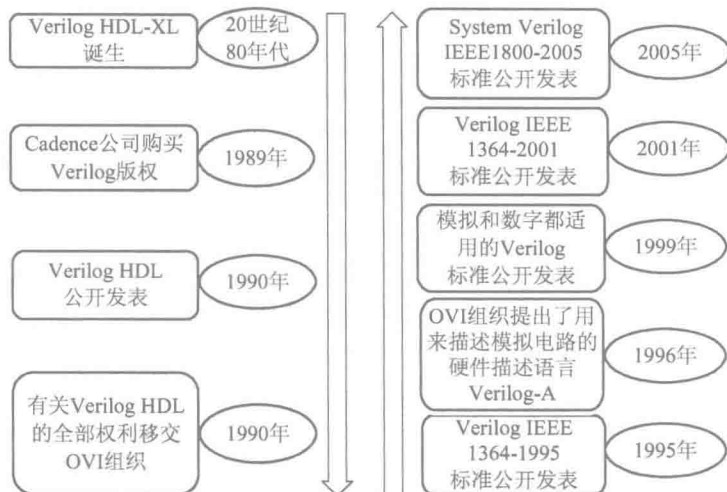 Verilog HDL-XL
诞生
20世纪
80年代
Cadence公司购买
Verilog版权
1989年
Verilog HDL
公开发表
1990年
有关Verilog HDL
的全部权利移交
OVI组织
1990年
System Verilog
IEEE1800-2005
标准公开发表
2005年
Verilog IEEE
1364-2001
标准公开发表
2001年
模拟和数字都适
用的Verilog
标准公开发表
1999年
OVI组织提出了用
来描述模拟电路的
硬件描述语言
Verilog-A
1996年
Verilog IEEE
1364-1995
标准公开发表
1995年